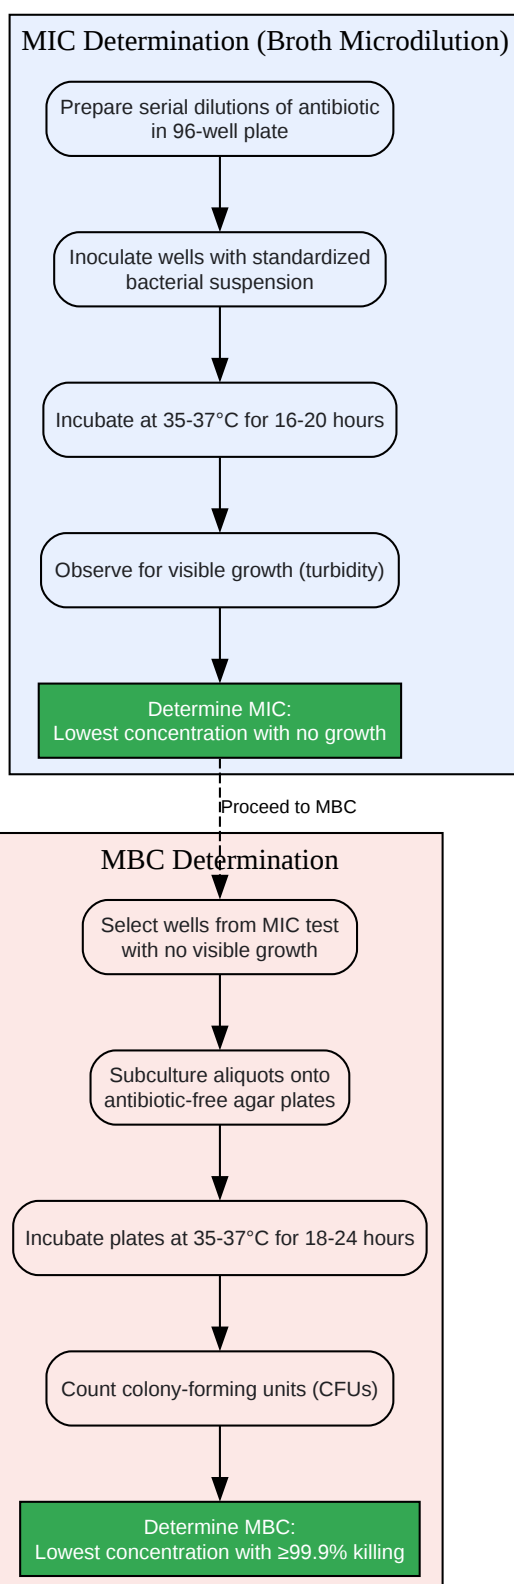 MIC Determination (Broth Microdilution)
Prepare serial dilutions of antibiotic
in 96-well plate
Inoculate wells with standardized
bacterial suspension
Incubate at 35-37°C for 16-20 hours
Observe for visible growth (turbidity)
Determine MIC:
Lowest concentration with no growth
Proceed to MBC
MBC Determination
Select wells from MIC test
with no visible growth
Subculture aliquots onto
antibiotic-free agar plates
Incubate plates at 35-37°C for 18-24 hours
Count colony-forming units (CFUs)
Determine MBC:
Lowest concentration with ≥99.9% killing